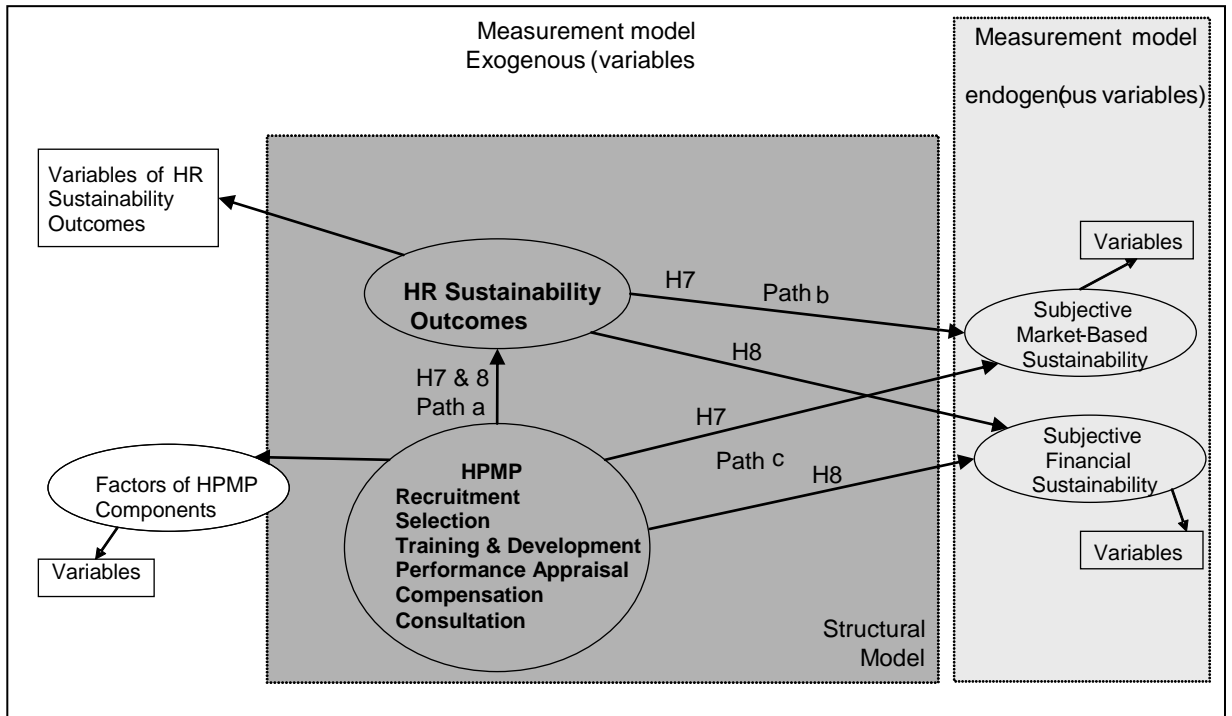 Measurement model
Exogenous (variables
Measurement model
endogen(ous variables)
Variables of HR
Sustainability
Outcomes
Variables
HR Sustainability
Outcomes
H7
Path b
Subjective
Market-Based
Sustainability
H8
H7 & 8
Path a
H7
Path c
H8
Subjective
Financial
Sustainability
Factors of HPMP
Components
Variables
HPMP
Recruitment
Selection
Training & Development
Performance Appraisal
Compensation
Consultation
Variables
Structural
Model